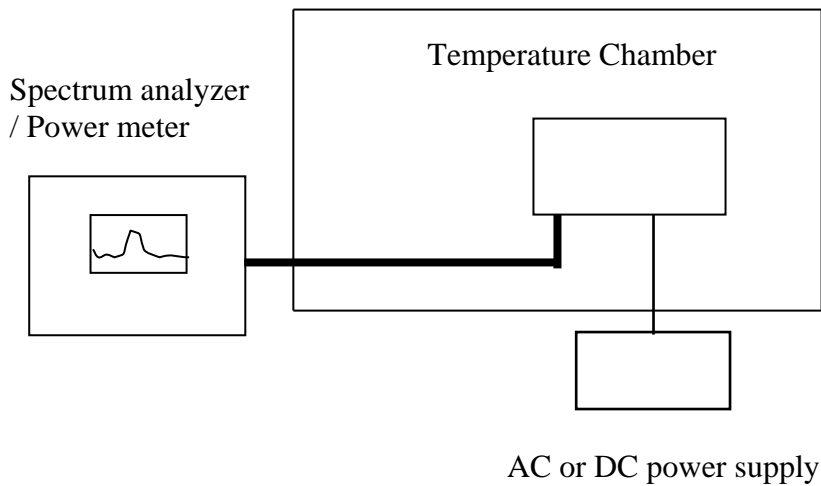 Temperature Chamber
Spectrum analyzer
/ Power meter
AC or DC power supply